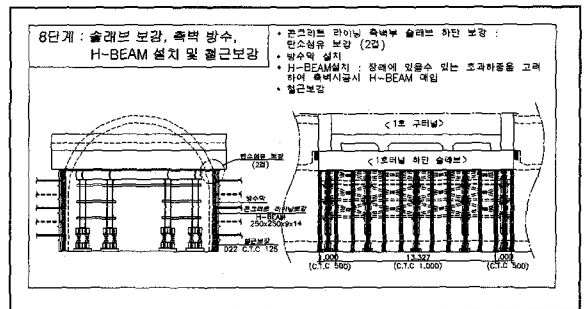 8단계 : 슬래브 보강, 측벽 방수,
H-BEAM 설치 및 철근보강
• 콘크리트 라이닝 측벽부 슬래브 하단 보강 :
탄소섬유 보강 (2겹)
• 방수막 설치
• H-BEAM설치 : 장래에 있을수 있는 초과하중을 고려
하여 측벽시공시 H-BEAM 매입
• 철근보강
탄소섬유 보강
(2겹)
방수막
콘크리트 라이닝보강
H-BEAM
250x250x9x14
철근보강
D22 C.T.C 125
<1호 구터널>
<1호터널 하단 슬래브>
1,000 13,327 1,000
(C.T.C 500) (C.T.C 1,000) (C.T.C 500)